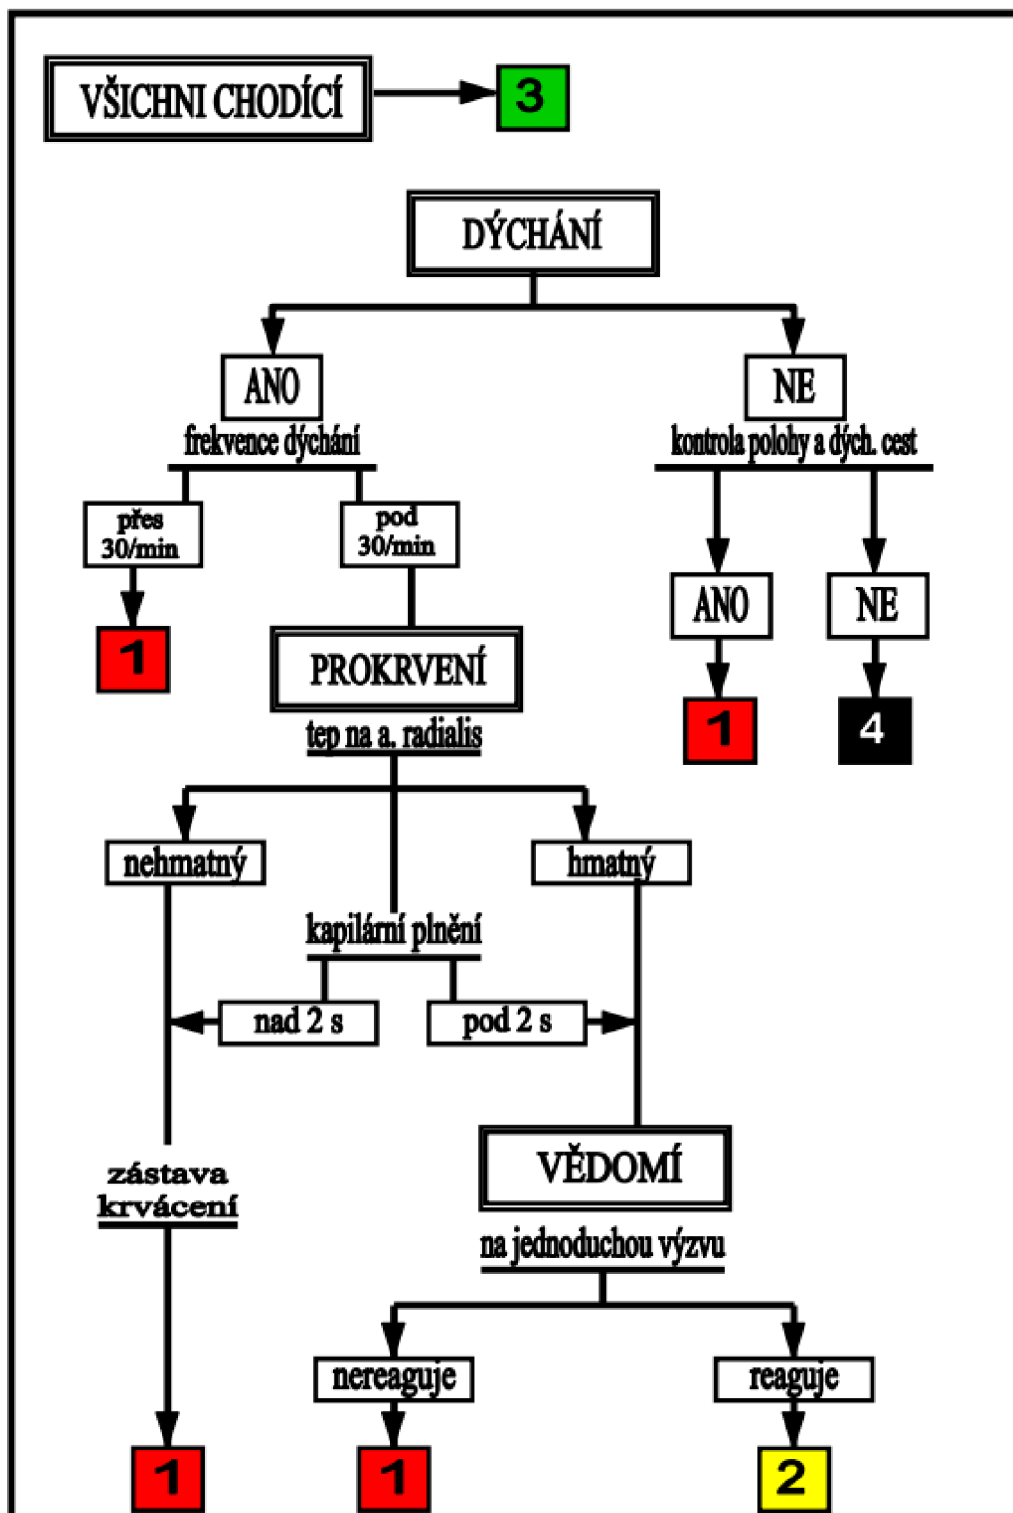 VŠICHNI CHODÍCÍ
3
DÝCHÁNÍ
ANO
NE
frekvence dýchání
kontrola polohy a dých. cest
přes
30/min
pod
30/min
ANO
NE
1
PROKRVENÍ
1
4
tep na a. radialis
nehmatný
hmatný
kapilární plnění
nad 2 s
pod 2 s
VĚDOMÍ
zástava
krvácení
na jednoduchou výzvu
nereaguje
reaguje
1
1
2